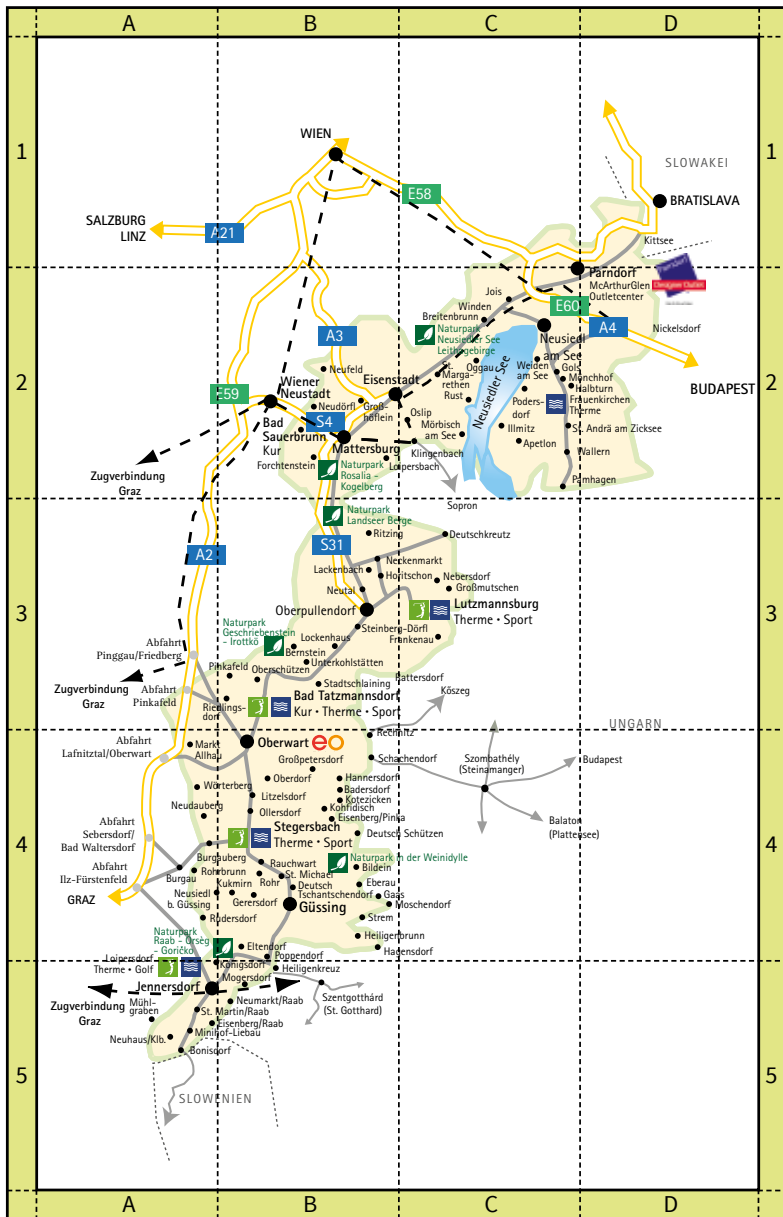 A B C D
1 1
WIEN
SLOWAKEI
E58
BRATISLAVA
SALZBURG
LINZ
A21
Kittsee
Parndorf
McArthurGlen
Outletcenter
Designer Outlet
Jois
Winden
Breitenbrunn
E60
A4
Nickelsdorf
A3
Naturpark
Neusiedler See
Leithagebirge
Neusiedl
am See
Neusiedler See
2 2
Neufeld
St.
Marga-
rethen
Oggau
Rust
Weiden
am See
Gols
Mönchhof
Halbturn
Frauenkirchen
Therme
BUDAPEST
Eisenstadt
E59
Wiener
Neustadt
Neudörfl
Groß-
höflein
S4
Bad
Sauerbrunn
Kur
Oslip
Mörbisch
am See
Poders-
dorf
Illmitz
Apetlon
St. Andrä am Zicksee
Wallern
Pamhagen
Mattersburg
Forchtenstein
Klingenbach
Loipersbach
Zugverbindung
Graz
Naturpark
Rosalia -
Kogelberg
Sopron
Naturpark
Landseer Berge
A2
S31
Ritzing
Deutschkreutz
Neckenmarkt
Lackenbach
Horitschon
Nebersdorf
Großmutschen
Neutal
3 3
Oberpullendorf
Lutzmannsburg
Therme • Sport
Steinberg-Dörfl
Frankenau
Naturpark
Geschriebenstein
- Irottkö
Lockenhaus
Bernstein
Unterkohlstätten
Abfahrt
Pinggau/Friedberg
Pinkafeld
Oberschützen
Stadtschlaining
Rattersdorf
Köszeg
Zugverbindung
Graz
Abfahrt
Pinkafeld
Riedlings-
dorf
Bad Tatzmannsdorf
Kur • Therme • Sport
UNGARN
Rechnitz
Abfahrt
Lafnitztal/Oberwart
Markt
Allhau
Oberwart
eo
Schachendorf
Szombathély
(Steinamanger)
Budapest
Großpetersdorf
Oberdorf
Hannersdorf
Badersdorf
Kotezicken
Wörterberg
Litzelsdorf
Kohfidisch
Eisenberg/Pinka
Balaton
(Plattensee)
Neudauberg
Ollersdorf
4 4
Abfahrt
Sebersdorf/
Bad Waltersdorf
Stegersbach
Therme • Sport
Deutsch Schützen
Naturpark in der Weinidylle
Burgauberg
Rauchwart
Bildein
Abfahrt
Ilz-Fürstenfeld
Burgau
Rohrbrunn
Rohr
St. Michael
Eberau
Kukmirn
Deutsch
Tschantschendorf
Gaas
Moschendorf
GRAZ
Neusiedl
b. Güssing
Gerersdorf
Güssing
Strem
Rudersdorf
Heiligenbrunn
Hagensdorf
Naturpark
Raab - Orség
- Goričko
Eltendorf
Poppendorf
Loipersdorf
Therme • Golf
Königsdorf
Heiligenkreuz
Mogersdorf
Jennersdorf
Zugverbindung
Graz
Mühl-
graben
Neumarkt/Raab
Szentgotthárd
(St. Gotthard)
St. Martin/Raab
Eisenberg/Raab
Minihof-Liebau
Neuhaus/Klb.
Bonisdorf
5 5
SLOWENIEN
A B C D